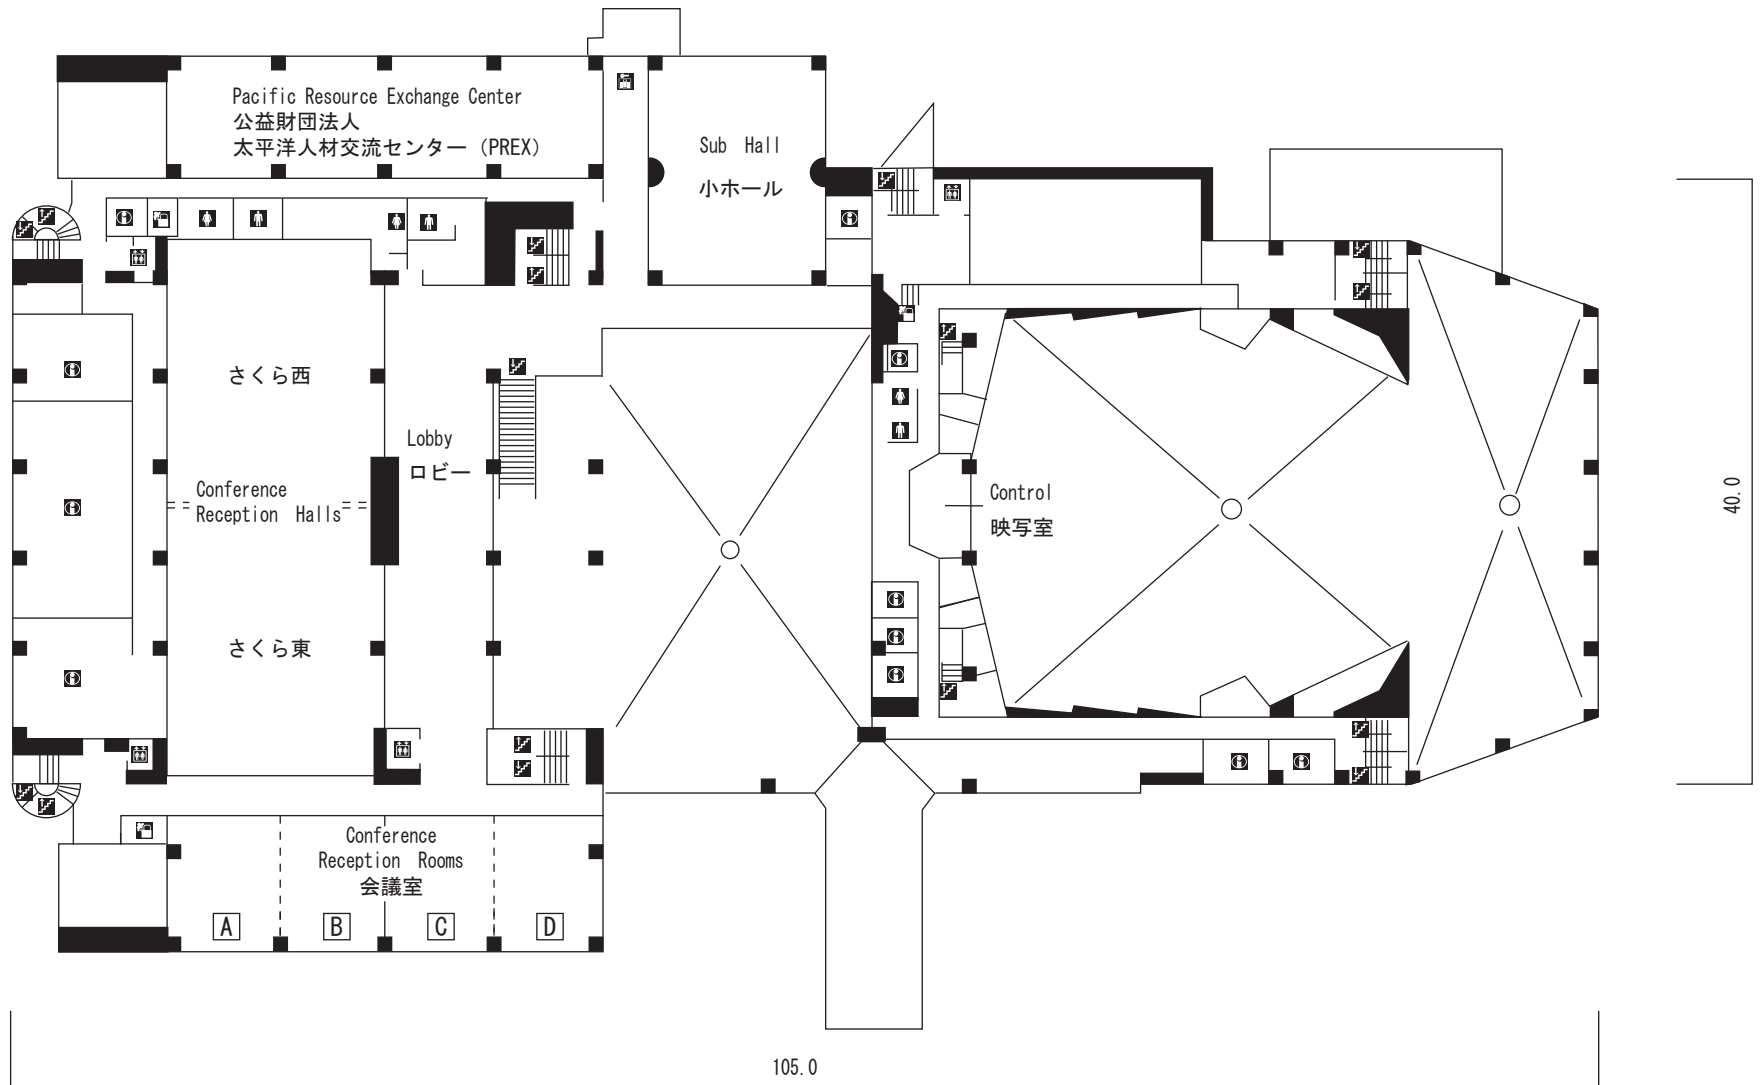 Pacific Resource Exchange Center
公益財団法人
太平洋人材交流センター（PREX）
Sub Hall
小ホール
さくら西
Lobby
ロビー
Conference
Reception Halls
Control
映写室
40.0
さくら東
Conference
Reception Rooms
会議室
A
B
C
D
105.0